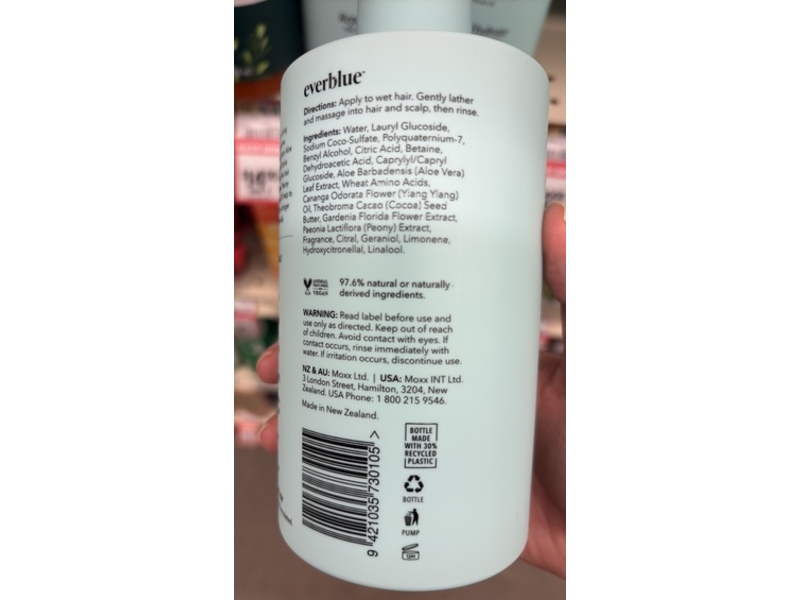 everblue™
Directions: Apply to wet hair. Gently lather
and massage into hair and scalp, then rinse.
Ingredients: Water, Lauryl Glucoside,
Sodium Coco-Sulfate, Polyquaternium-7,
Benzyl Alcohol, Citric Acid, Betaine,
Dehydroacetic Acid, Caprylyl/Capryl
Glucoside, Aloe Barbadensis (Aloe Vera)
Leaf Extract, Wheat Amino Acids,
Cananga Odorata Flower (Ylang Ylang)
Oil, Theobroma Cacao (Cocoa) Seed
Butter, Gardenia Florida Flower Extract,
Paeonia Lactiflora (Peony) Extract,
Fragrance, Citral, Geraniol, Limonene,
Hydroxycitronellal, Linalool.
VEGAN
97.6% natural or naturally
derived ingredients.
WARNING: Read label before use and
use only as directed. Keep out of reach
of children. Avoid contact with eyes. If
contact occurs, rinse immediately with
water. If irritation occurs, discontinue use.
NZ & AU: Moxx Ltd. | USA: Moxx INT Ltd.
3 London Street, Hamilton, 3204, New
Zealand. USA Phone: 1 800 215 9546.
Made in New Zealand.
9 421035 730105 >
BOTTLE
MADE
WITH 30%
RECYCLED
PLASTIC
BOTTLE
PUMP
12M